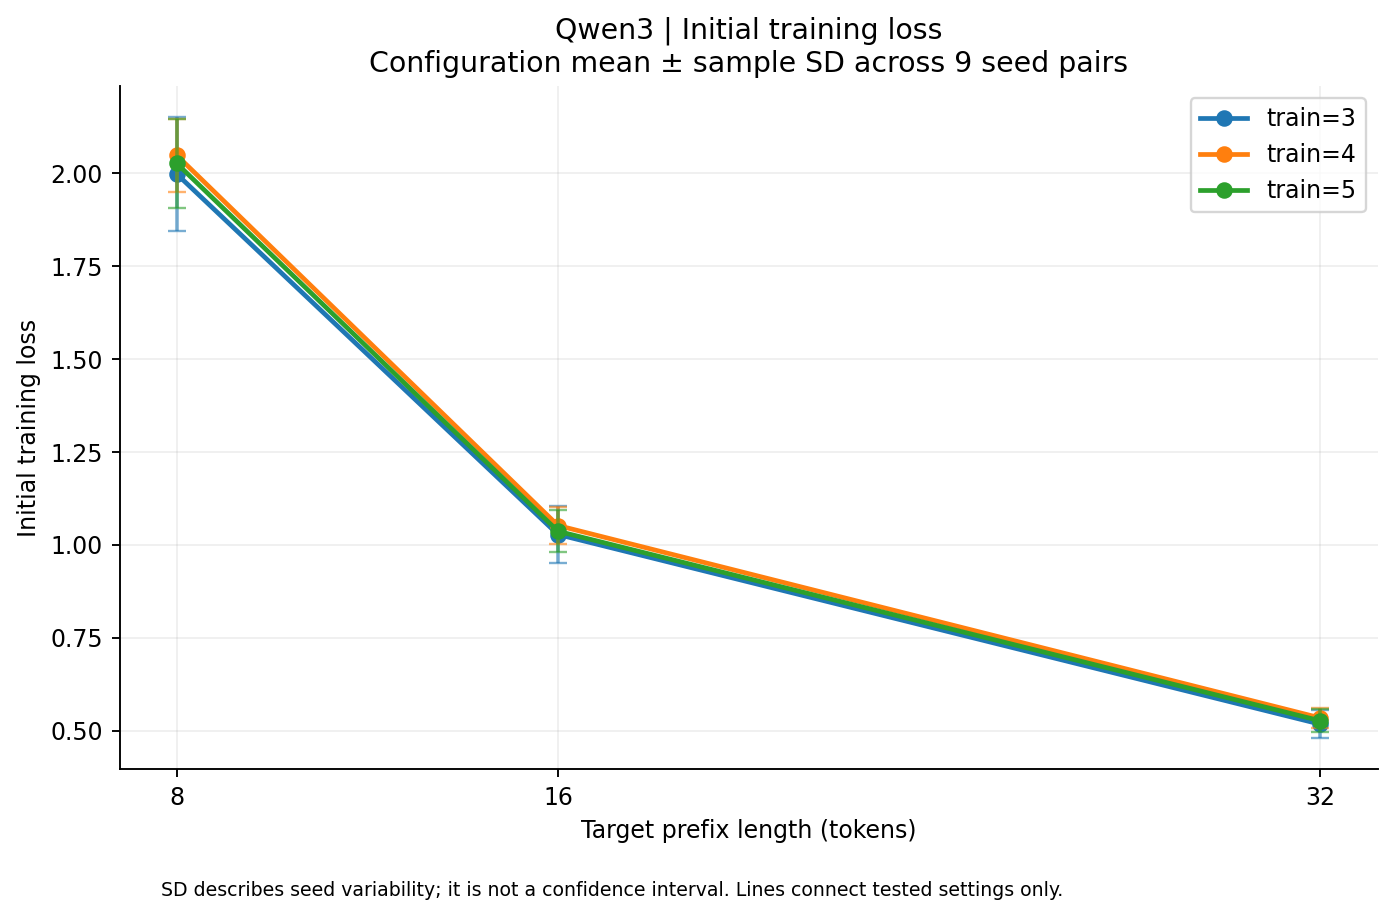 Qwen3 | Initial training loss
Configuration mean ± sample SD across 9 seed pairs
train=3
train=4
train=5
Initial training loss
2.00
1.75
1.50
1.25
1.00
0.75
0.50
8
16
32
Target prefix length (tokens)
SD describes seed variability; it is not a confidence interval. Lines connect tested settings only.